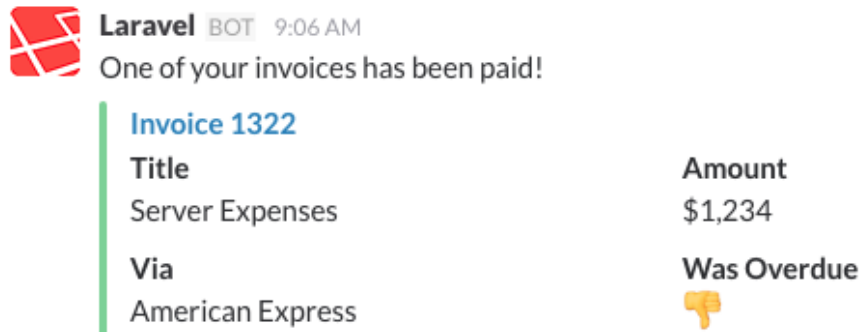 Laravel BOT 9:06 AM
One of your invoices has been paid!
Invoice 1322
Title Amount
Server Expenses $1,234
Via Was Overdue
American Express 👎